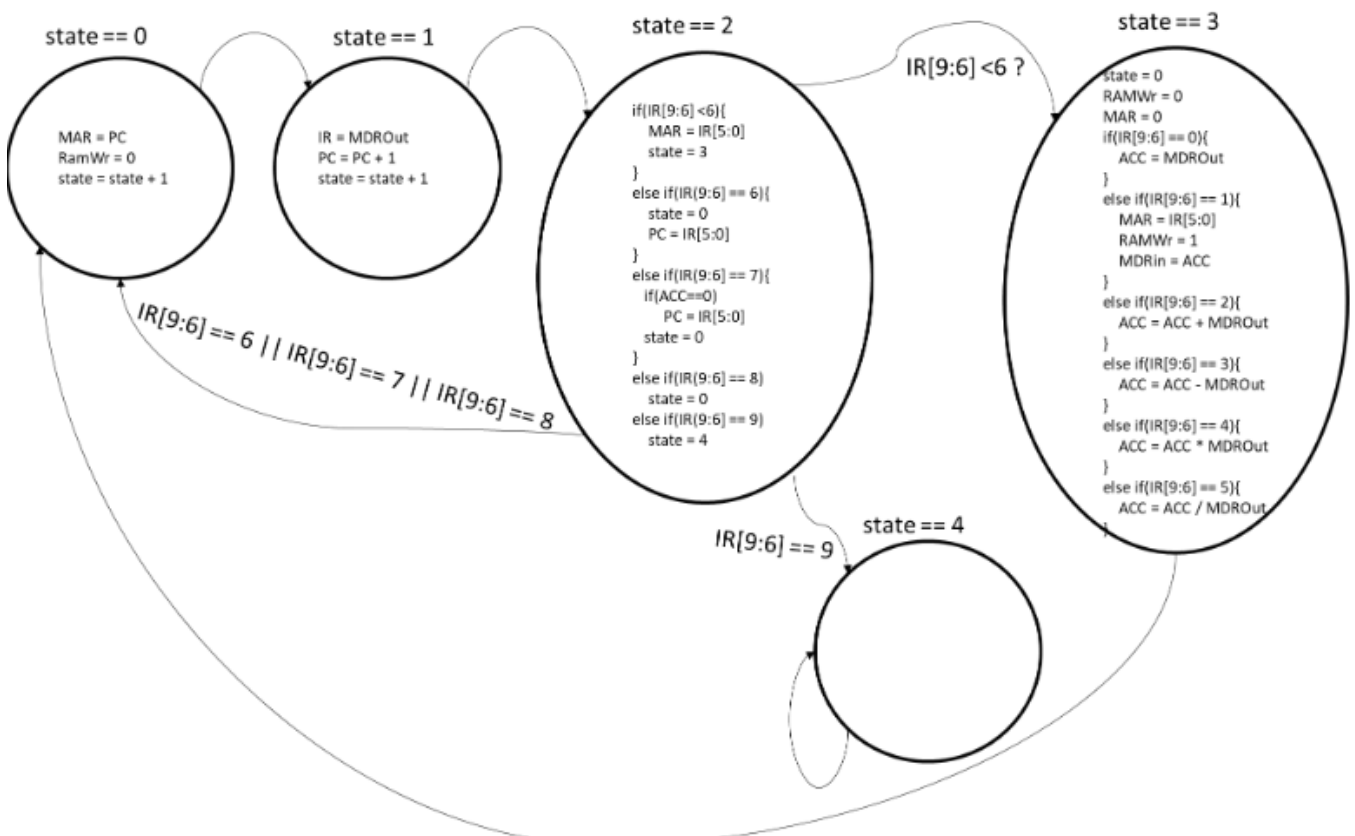 state == 0
MAR = PC
RamWr = 0
state = state + 1
state == 1
IR = MDROut
PC = PC + 1
state = state + 1
state == 2
if(IR[9:6] <6){
MAR = IR[5:0]
state = 3
}
else if(IR(9:6] == 6){
state = 0
PC = IR[5:0]
}
else if(IR(9:6] == 7){
if(ACC==0)
PC = IR[5:0]
state = 0
}
else if(IR(9:6] == 8)
state = 0
else if(IR(9:6] == 9)
state = 4
IR[9:6] <6 ?
state == 3
state = 0
RAMWr = 0
MAR = 0
if(IR[9:6] == 0){
ACC = MDROut
}
else if(IR[9:6] == 1){
MAR = IR[5:0]
RAMWr = 1
MDRin = ACC
}
else if(IR[9:6] == 2){
ACC = ACC + MDROut
}
else if(IR[9:6] == 3){
ACC = ACC - MDROut
}
else if(IR[9:6] == 4){
ACC = ACC * MDROut
}
else if(IR[9:6] == 5){
ACC = ACC / MDROut
}
IR[9:6] == 6 || IR[9:6] == 7 || IR[9:6] == 8
IR[9:6] == 9
state == 4